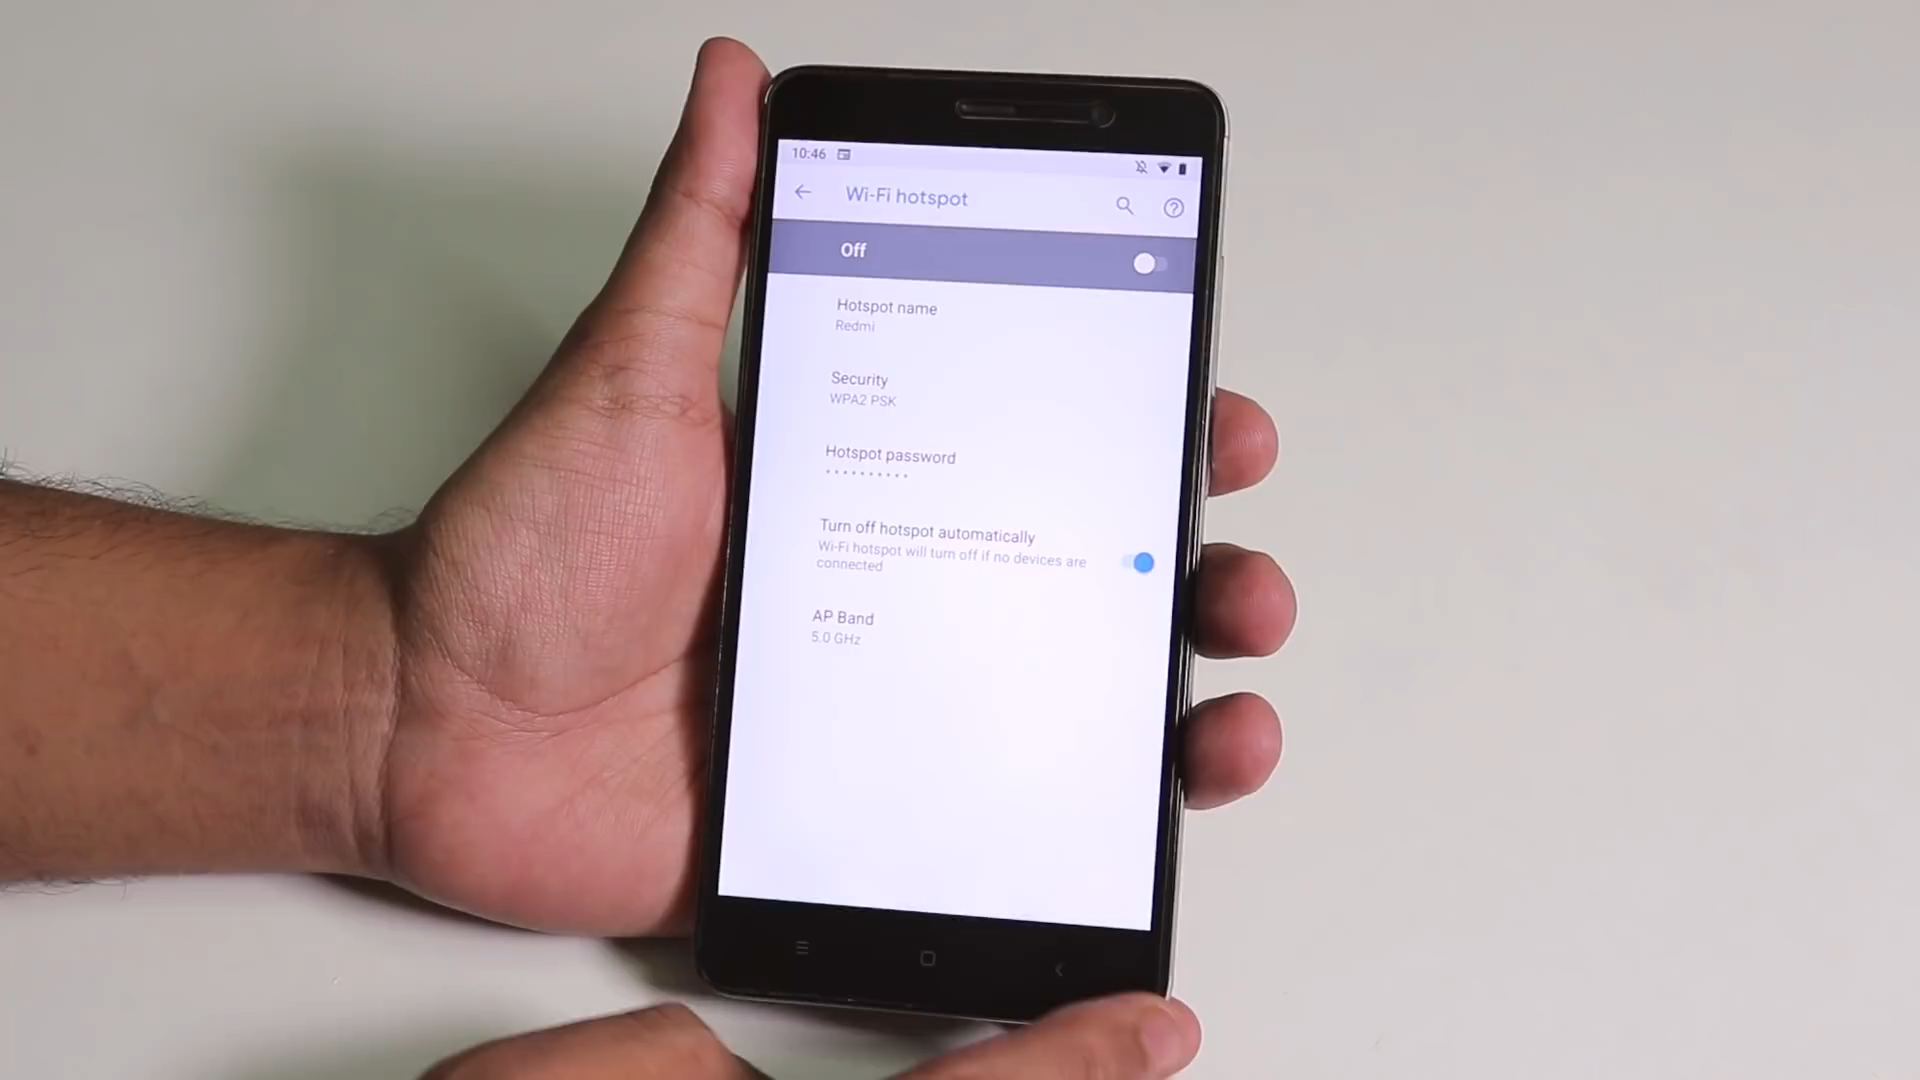 10:46
Wi-Fi hotspot
Off
Hotspot name
Redmi
Security
WPA2 PSK
Hotspot password
••••••••••
Turn off hotspot automatically
Wi-Fi hotspot will turn off if no devices are
connected
AP Band
5.0 GHz